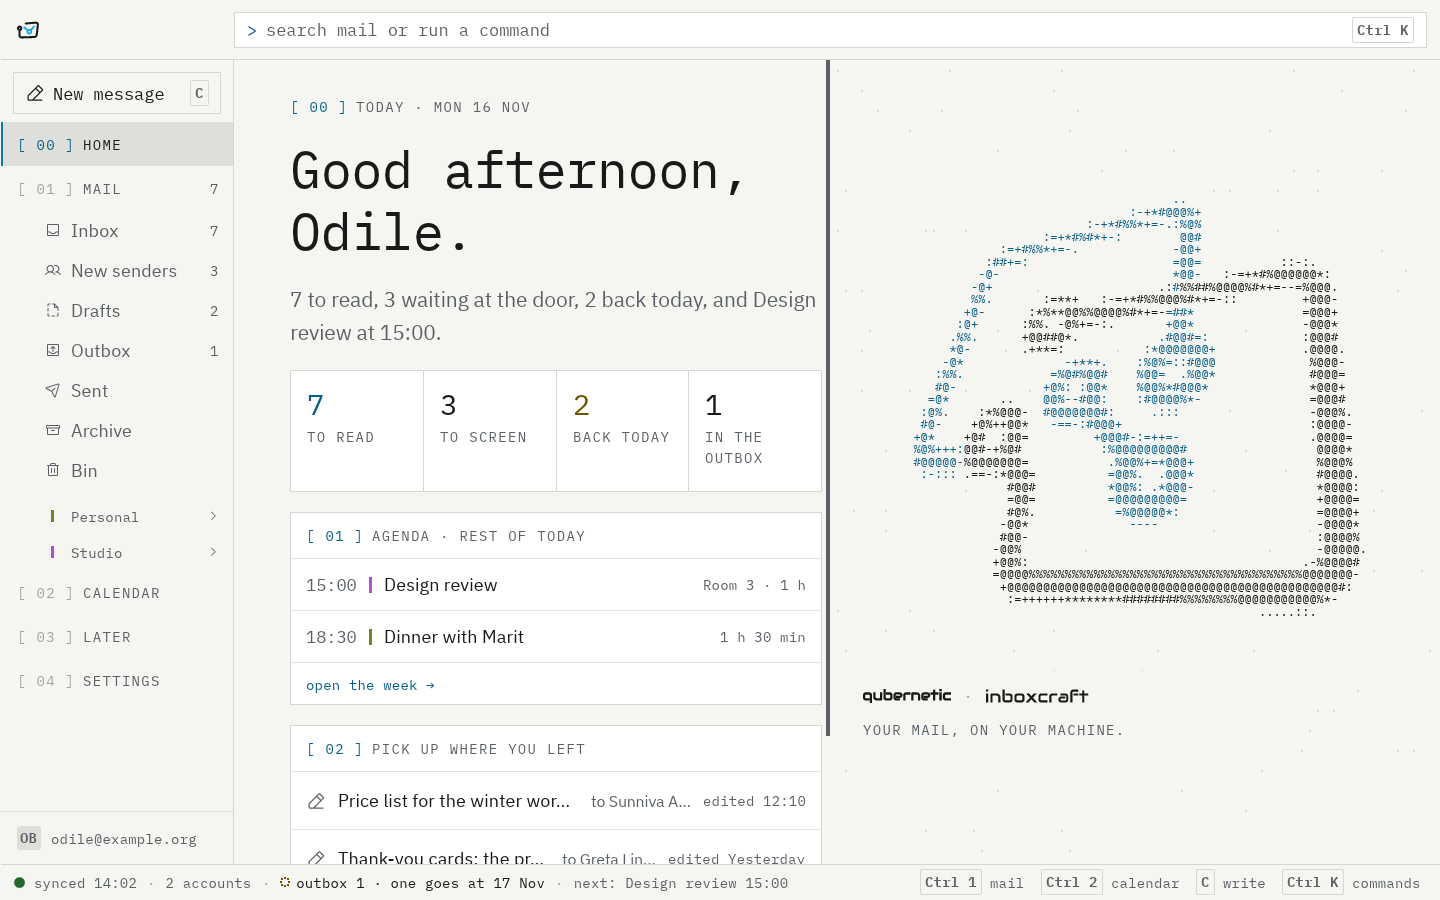 > search mail or run a command
Ctrl K
New message
C
[ 00 ] HOME
[ 01 ] MAIL 7
Inbox 7
New senders 3
Drafts 2
Outbox 1
Sent
Archive
Bin
Personal
Studio
[ 02 ] CALENDAR
[ 03 ] LATER
[ 04 ] SETTINGS
OB odile@example.org
[ 00 ] TODAY · MON 16 NOV
Good afternoon,
Odile.
7 to read, 3 waiting at the door, 2 back today, and Design
review at 15:00.
7
TO READ
3
TO SCREEN
2
BACK TODAY
1
IN THE
OUTBOX
[ 01 ] AGENDA · REST OF TODAY
15:00 Design review Room 3 · 1 h
18:30 Dinner with Marit 1 h 30 min
open the week →
[ 02 ] PICK UP WHERE YOU LEFT
Price list for the winter wor... to Sunniva A... edited 12:10
Thank-you cards: the pr... to Greta Lin... edited Yesterday
qubernetic · inboxcraft
YOUR MAIL, ON YOUR MACHINE.
synced 14:02 · 2 accounts · outbox 1 · one goes at 17 Nov · next: Design review 15:00
Ctrl 1 mail Ctrl 2 calendar C write Ctrl K commands